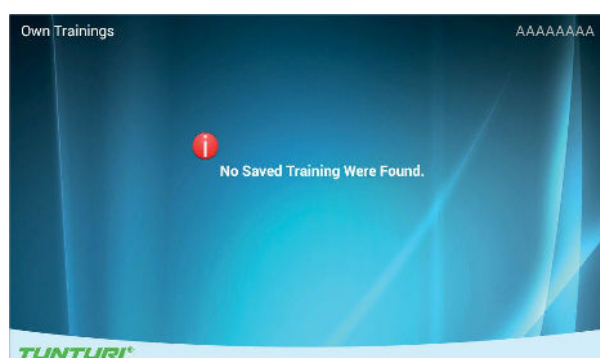 Own Trainings
AAAAAAAA
i
No Saved Training Were Found.
TUNTURI®